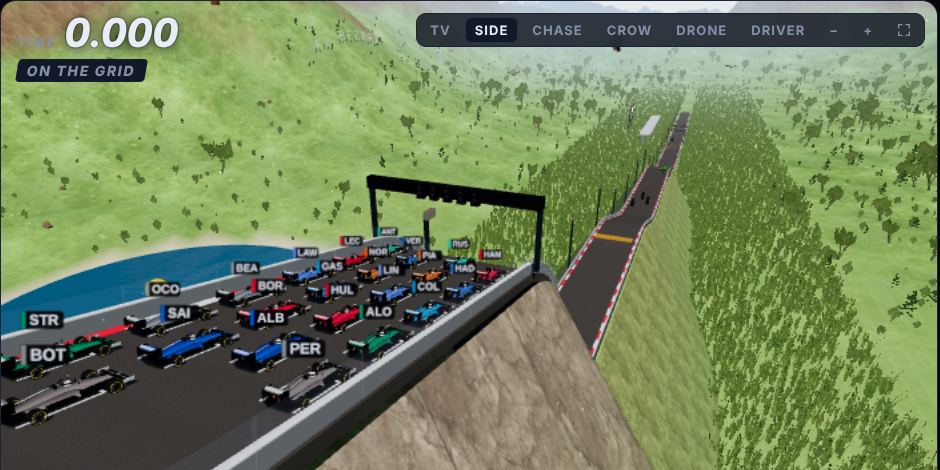 TIME 0.000
ON THE GRID
TV SIDE CHASE CROW DRONE DRIVER − +
ANT
LEC VER RUS
LAW NOR PIA HAM
BEA GAS LIN HAD
OCO BOR HUL COL
STR SAI ALB ALO
BOT PER